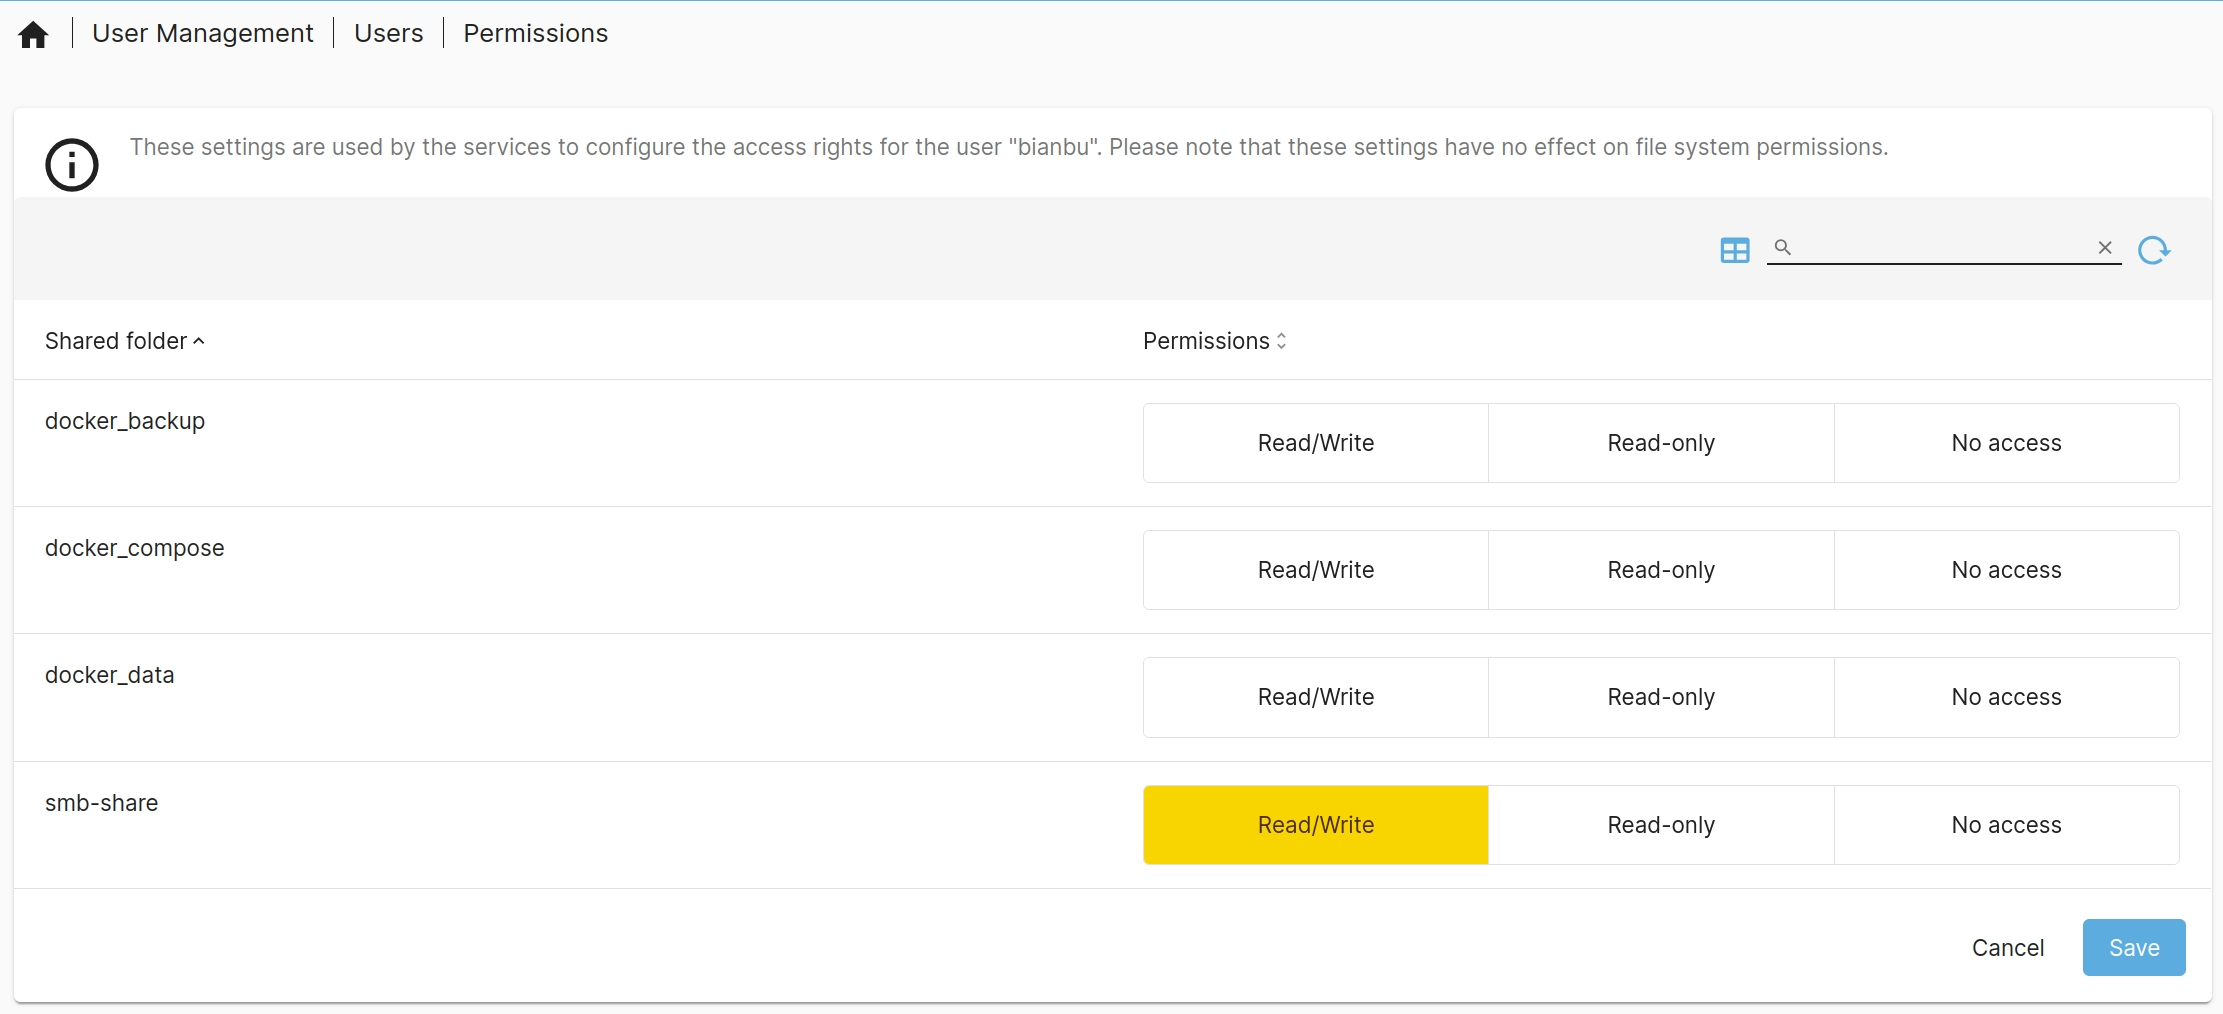 User Management | Users | Permissions
These settings are used by the services to configure the access rights for the user "bianbu". Please note that these settings have no effect on file system permissions.
Shared folder Permissions
docker_backup Read/Write Read-only No access
docker_compose Read/Write Read-only No access
docker_data Read/Write Read-only No access
smb-share Read/Write Read-only No access
Cancel Save